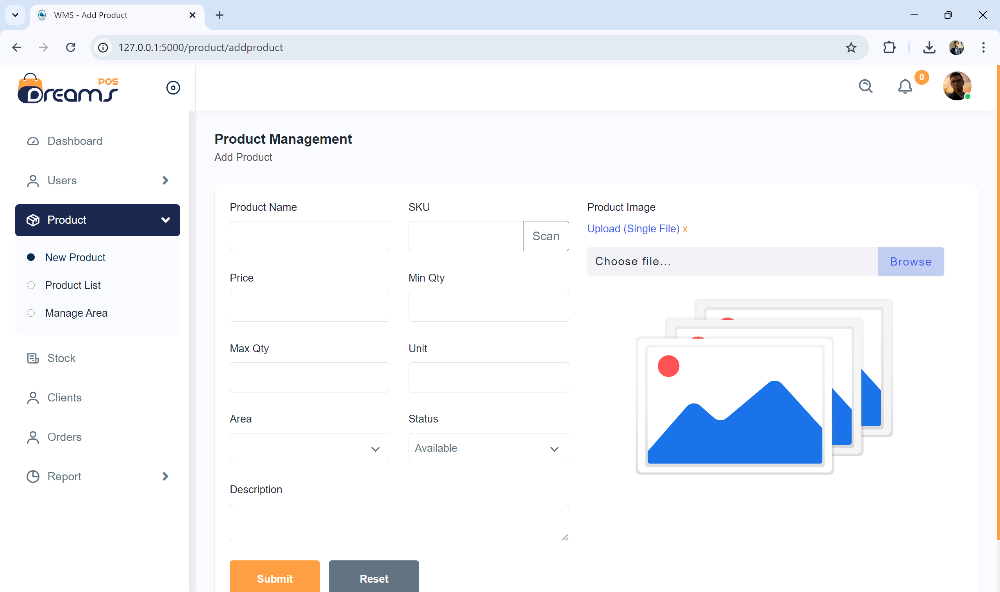 WMS - Add Product
127.0.0.1:5000/product/addproduct
POS
Dreams
0
Dashboard
Users
Product
New Product
Product List
Manage Area
Stock
Clients
Orders
Report
Product Management
Add Product
Product Name
SKU
Scan
Price
Min Qty
Max Qty
Unit
Area
Status
Available
Description
Submit
Reset
Product Image
Upload (Single File) x
Choose file...
Browse